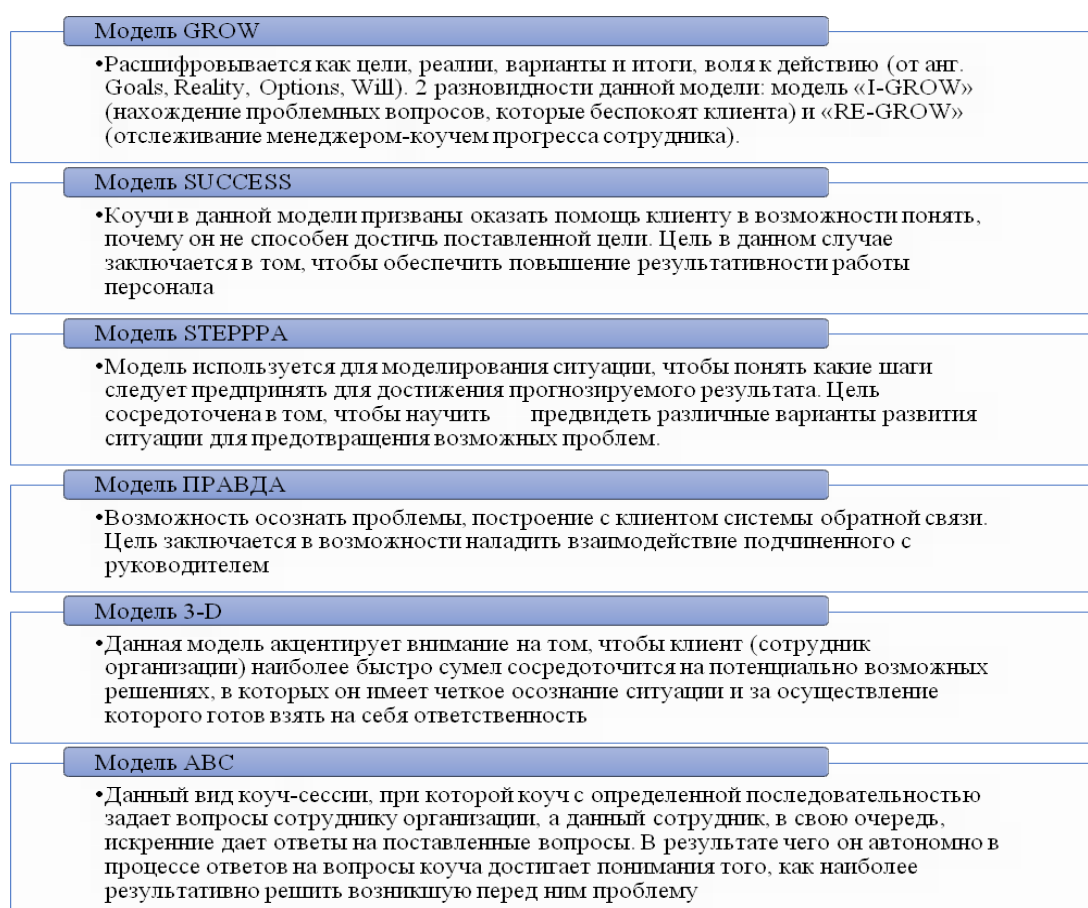 Модель GROW
•Расшифровывается как цели, реалии, варианты и итоги, воля к действию (от анг.
Goals, Reality, Options, Will). 2 разновидности данной модели: модель «I-GROW»
(нахождение проблемных вопросов, которые беспокоят клиента) и «RE-GROW»
(отслеживание менеджером-коучем прогресса сотрудника).
Модель SUCCESS
•Коучи в данной модели призваны оказать помощь клиенту в возможности понять,
почему он не способен достичь поставленной цели. Цель в данном случае
заключается в том, чтобы обеспечить повышение результативности работы
персонала
Модель STEPPPA
•Модель используется для моделирования ситуации, чтобы понять какие шаги
следует предпринять для достижения прогнозируемого результата. Цель
сосредоточена в том, чтобы научить предвидеть различные варианты развития
ситуации для предотвращения возможных проблем.
Модель ПРАВДА
•Возможность осознать проблемы, построение с клиентом системы обратной связи.
Цель заключается в возможности наладить взаимодействие подчиненного с
руководителем
Модель 3-D
•Данная модель акцентирует внимание на том, чтобы клиент (сотрудник
организации) наиболее быстро сумел сосредоточится на потенциально возможных
решениях, в которых он имеет четкое осознание ситуации и за осуществление
которого готов взять на себя ответственность
Модель ABC
•Данный вид коуч-сессии, при которой коуч с определенной последовательностью
задает вопросы сотруднику организации, а данный сотрудник, в свою очередь,
искренние дает ответы на поставленные вопросы. В результате чего он автономно в
процессе ответов на вопросы коуча достигает понимания того, как наиболее
результативно решить возникшую перед ним проблему